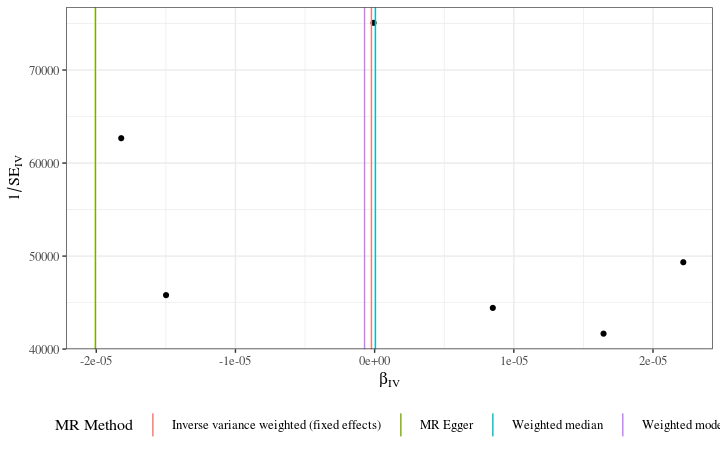 70000
60000
50000
40000
1/SE_IV
-2e-05 -1e-05 0e+00 1e-05 2e-05
β_IV
MR Method Inverse variance weighted (fixed effects) MR Egger Weighted median Weighted mode